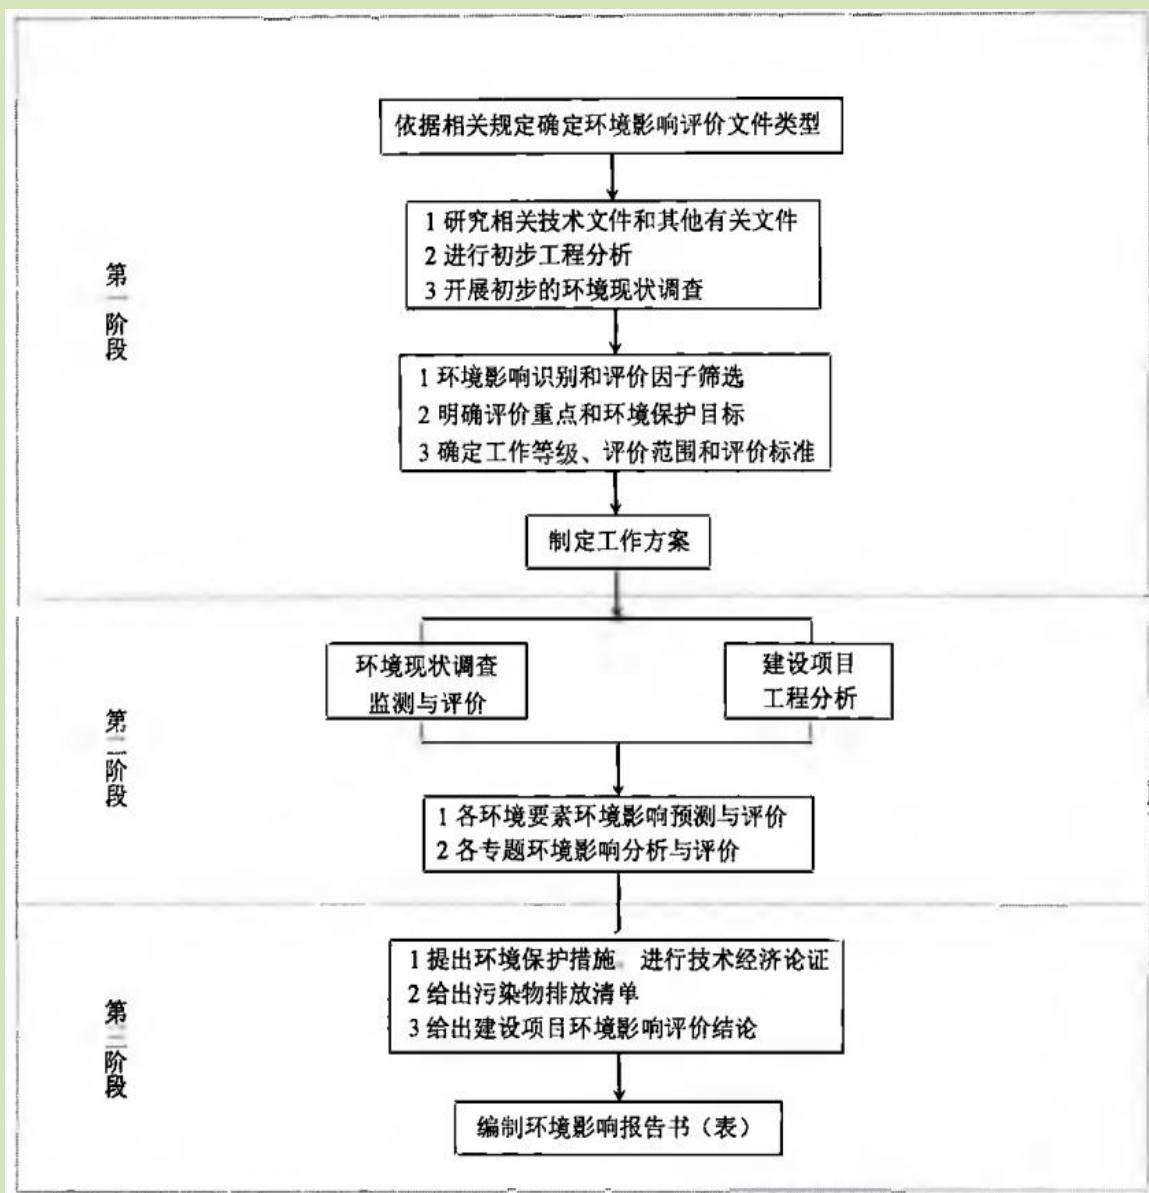 依据相关规定确定环境影响评价文件类型
1 研究相关技术文件和其他有关文件
2 进行初步工程分析
3 开展初步的环境现状调查
第一阶段
1 环境影响识别和评价因子筛选
2 明确评价重点和环境保护目标
3 确定工作等级、评价范围和评价标准
制定工作方案
环境现状调查
监测与评价
建设项目
工程分析
第二阶段
1 各环境要素环境影响预测与评价
2 各专题环境影响分析与评价
1 提出环境保护措施、进行技术经济论证
2 给出污染物排放清单
3 给出建设项目环境影响评价结论
第三阶段
编制环境影响报告书（表）